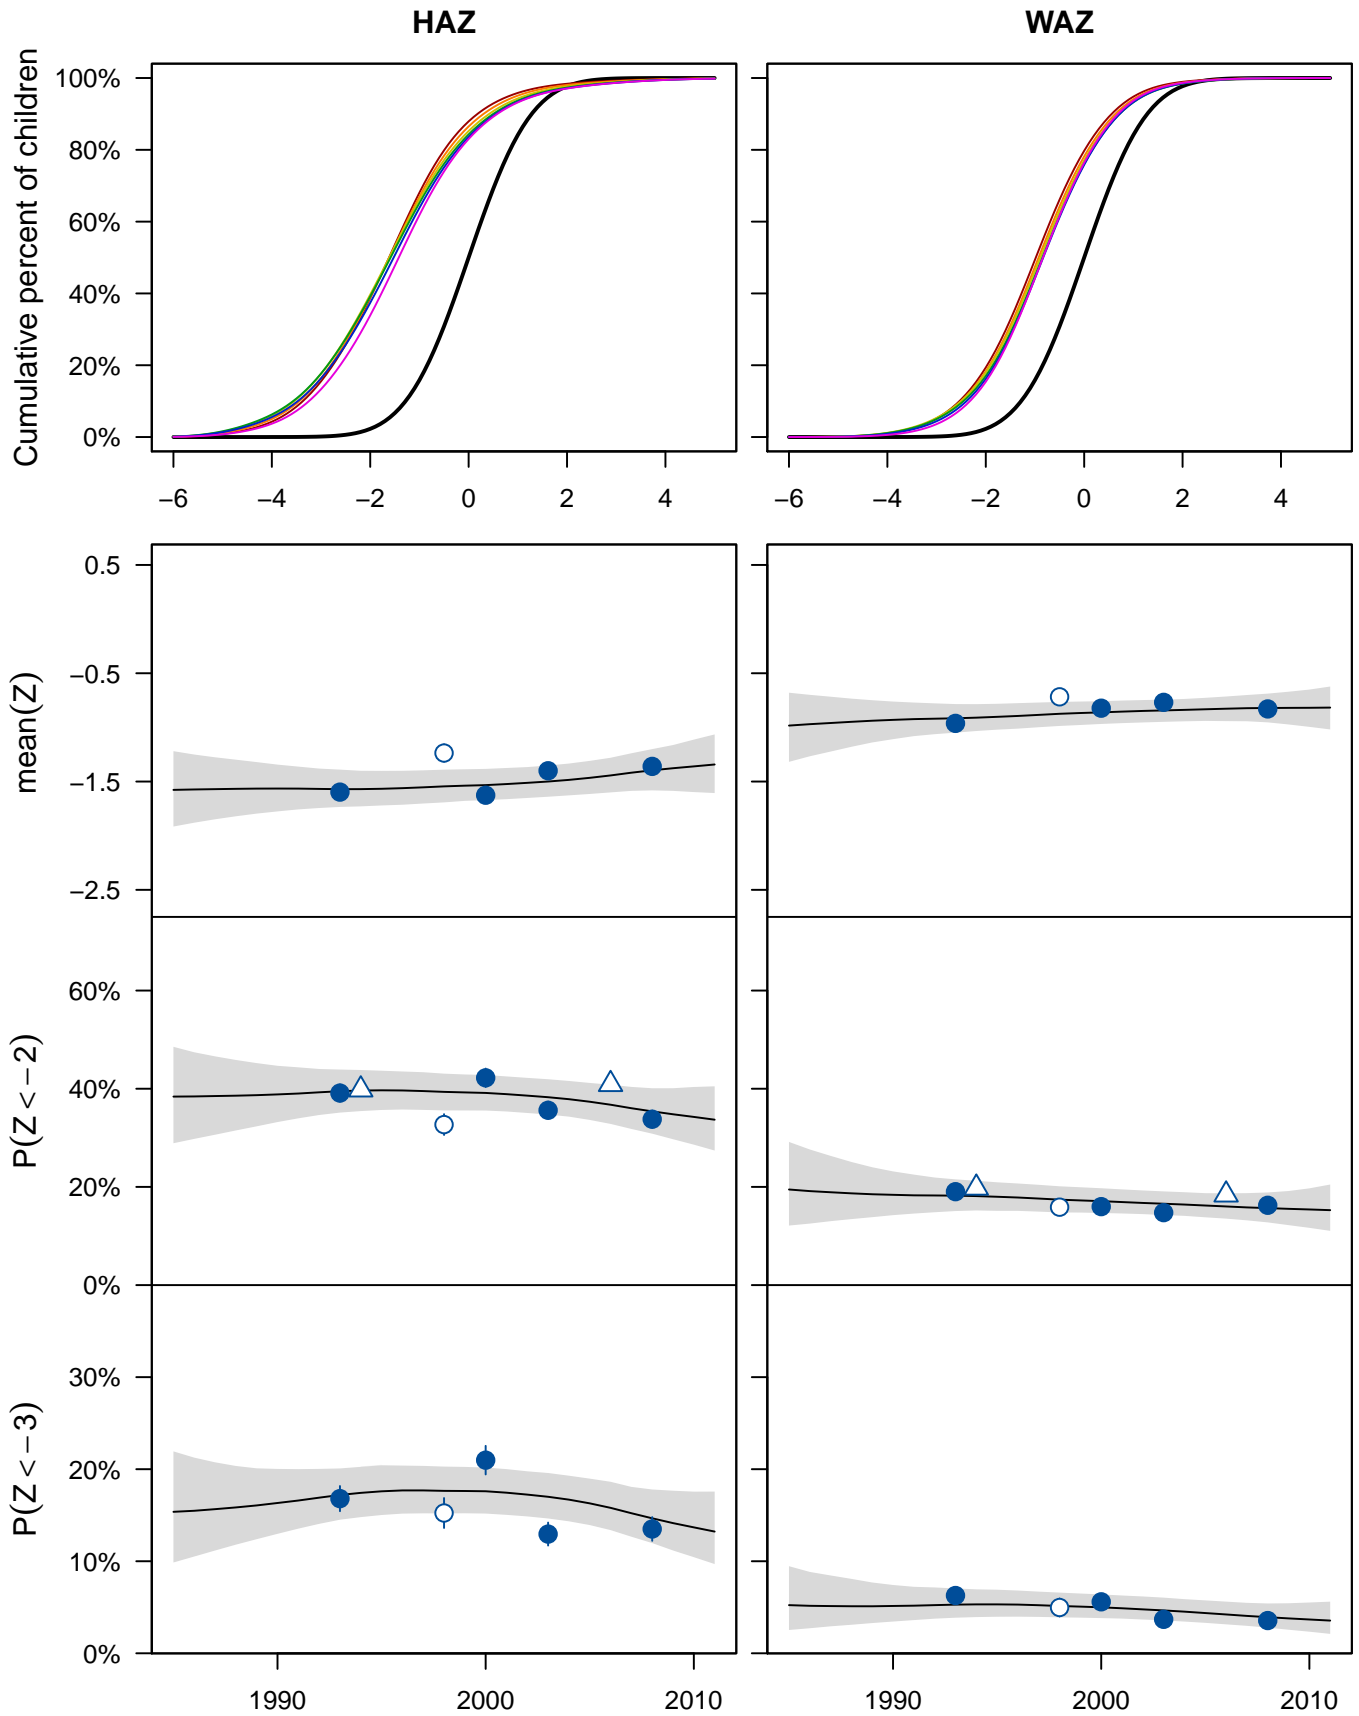 HAZ
WAZ
Cumulative percent of children
100%
80%
60%
40%
20%
0%
−6 −4 −2 0 2 4
−6 −4 −2 0 2 4
mean(Z)
0.5
−0.5
−1.5
−2.5
P(Z < −2)
60%
40%
20%
0%
P(Z < −3)
30%
20%
10%
0%
1990 2000 2010
1990 2000 2010